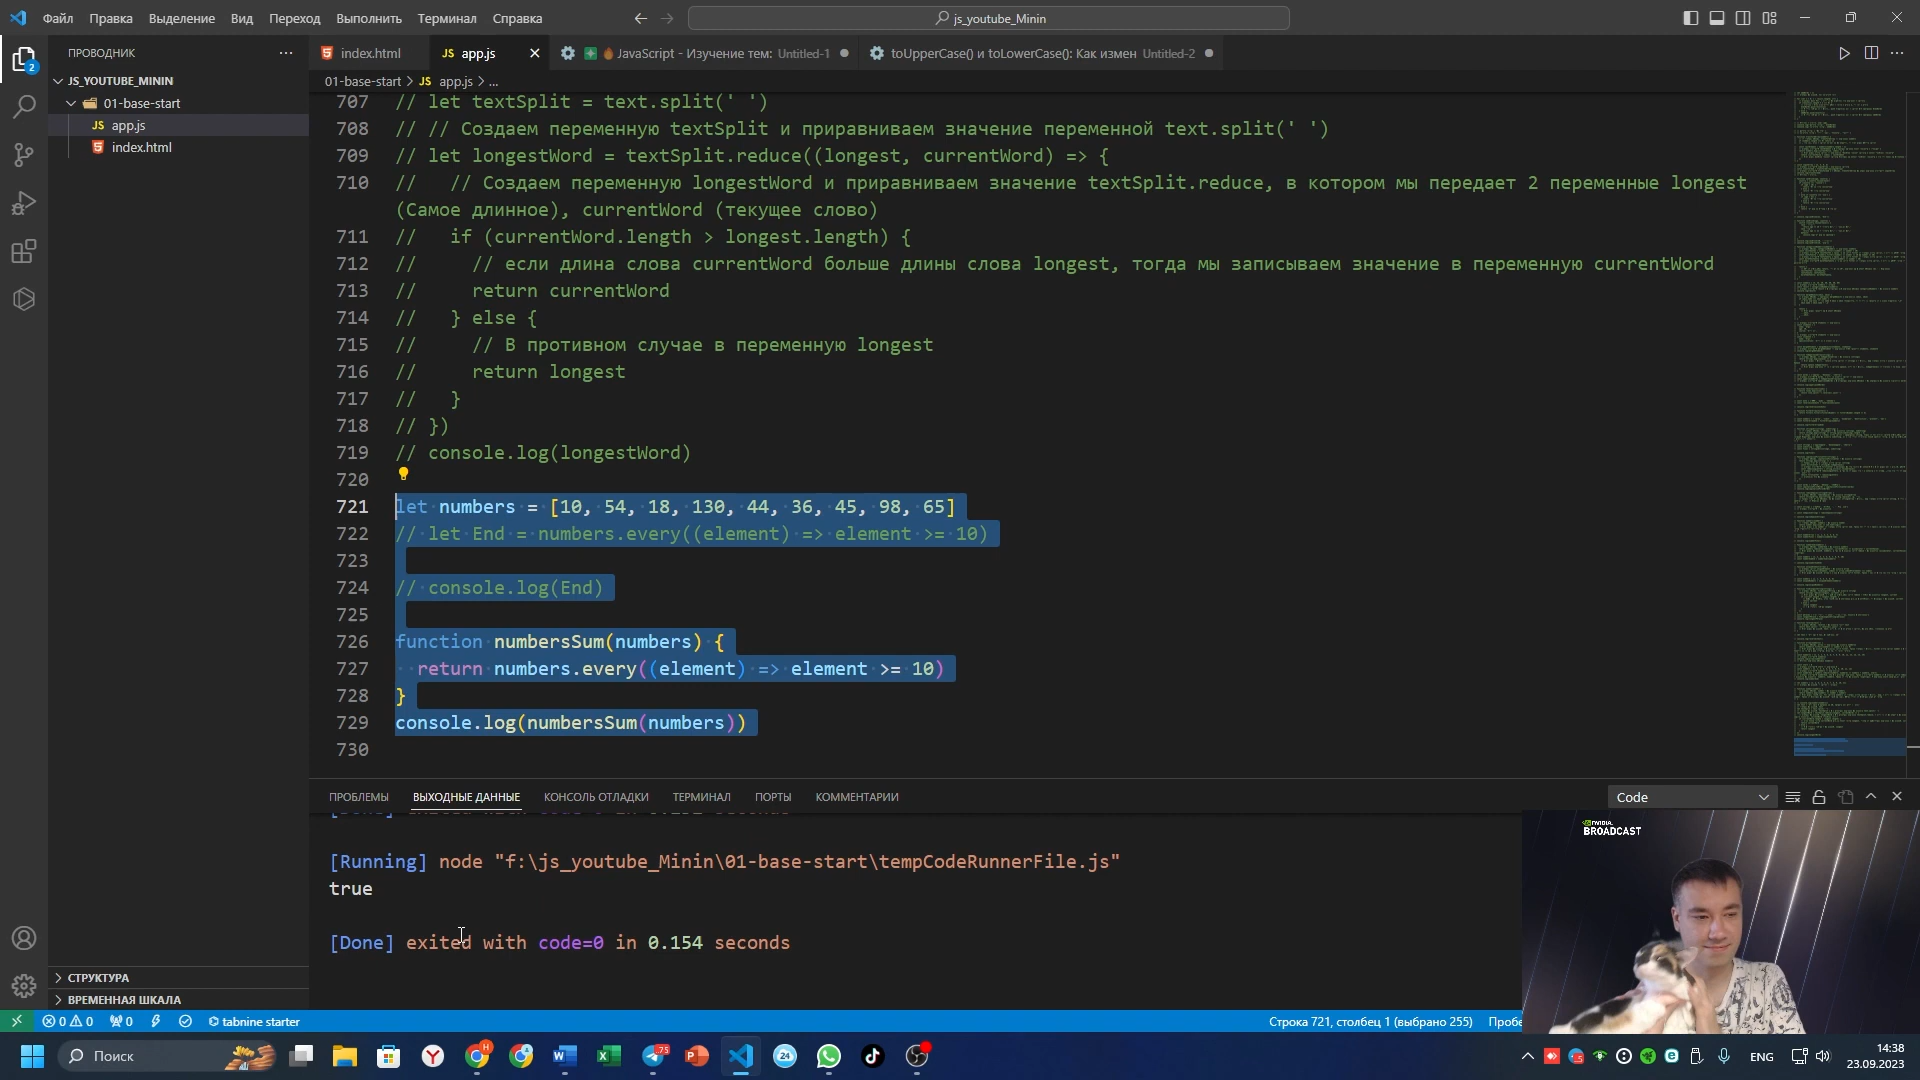 Файл Правка Выделение Вид Переход Выполнить Терминал Справка
js_youtube_Minin
ПРОВОДНИК
index.html
JS app.js
JavaScript - Изучение тем: Untitled-1
toUpperCase() и toLowerCase(): Как измен Untitled-2
JS_YOUTUBE_MININ
01-base-start > JS app.js > ...
01-base-start
JS app.js
index.html
707 // let textSplit = text.split(' ')
708 // // Создаем переменную textSplit и приравниваем значение переменной text.split(' ')
709 // let longestWord = textSplit.reduce((longest, currentWord) => {
710 //   // Создаем переменную longestWord и приравниваем значение textSplit.reduce, в котором мы передает 2 переменные longest
(Самое длинное), currentWord (текущее слово)
711 //   if (currentWord.length > longest.length) {
712 //     // если длина слова currentWord больше длины слова longest, тогда мы записываем значение в переменную currentWord
713 //     return currentWord
714 //   } else {
715 //     // В противном случае в переменную longest
716 //     return longest
717 //   }
718 // })
719 // console.log(longestWord)
720
721 let numbers = [10, 54, 18, 130, 44, 36, 45, 98, 65]
722 // let End = numbers.every((element) => element >= 10)
723
724 // console.log(End)
725
726 function numbersSum(numbers) {
727   return numbers.every((element) => element >= 10)
728 }
729 console.log(numbersSum(numbers))
730
ПРОБЛЕМЫ ВЫХОДНЫЕ ДАННЫЕ КОНСОЛЬ ОТЛАДКИ ТЕРМИНАЛ ПОРТЫ КОММЕНТАРИИ
Code
NVIDIA.
BROADCAST
[Running] node "f:\js_youtube_Minin\01-base-start\tempCodeRunnerFile.js"
true
[Done] exited with code=0 in 0.154 seconds
СТРУКТУРА
ВРЕМЕННАЯ ШКАЛА
0 0 0 tabnine starter
Строка 721, столбец 1 (выбрано 255) Пробе
Поиск
ENG
14:38
23.09.2023